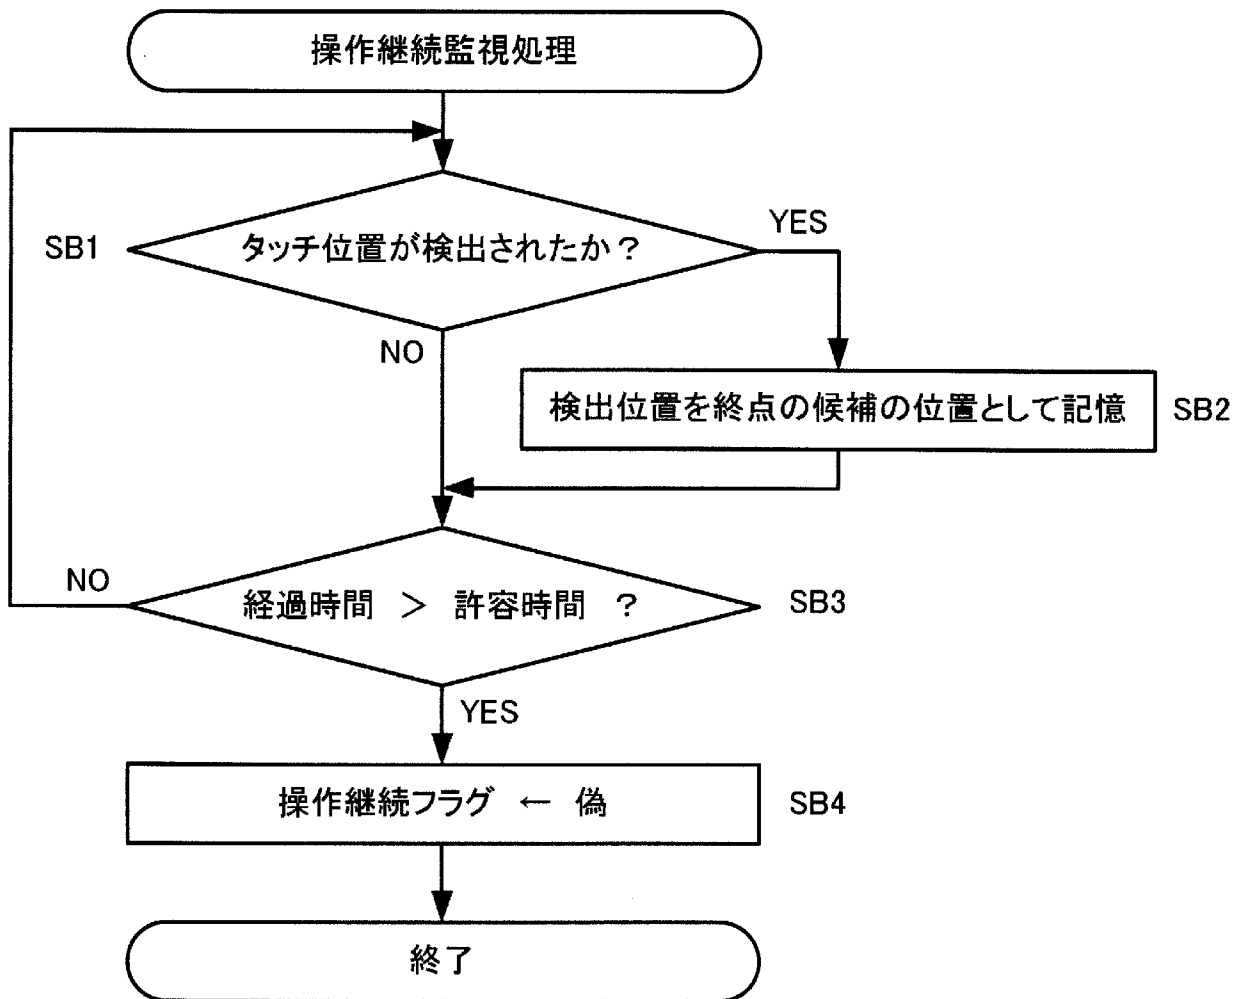 操作継続監視処理
SB1
タッチ位置が検出されたか？
YES
NO
検出位置を終点の候補の位置として記憶
SB2
NO
経過時間 ＞ 許容時間 ？
SB3
YES
操作継続フラグ ← 偽
SB4
終了